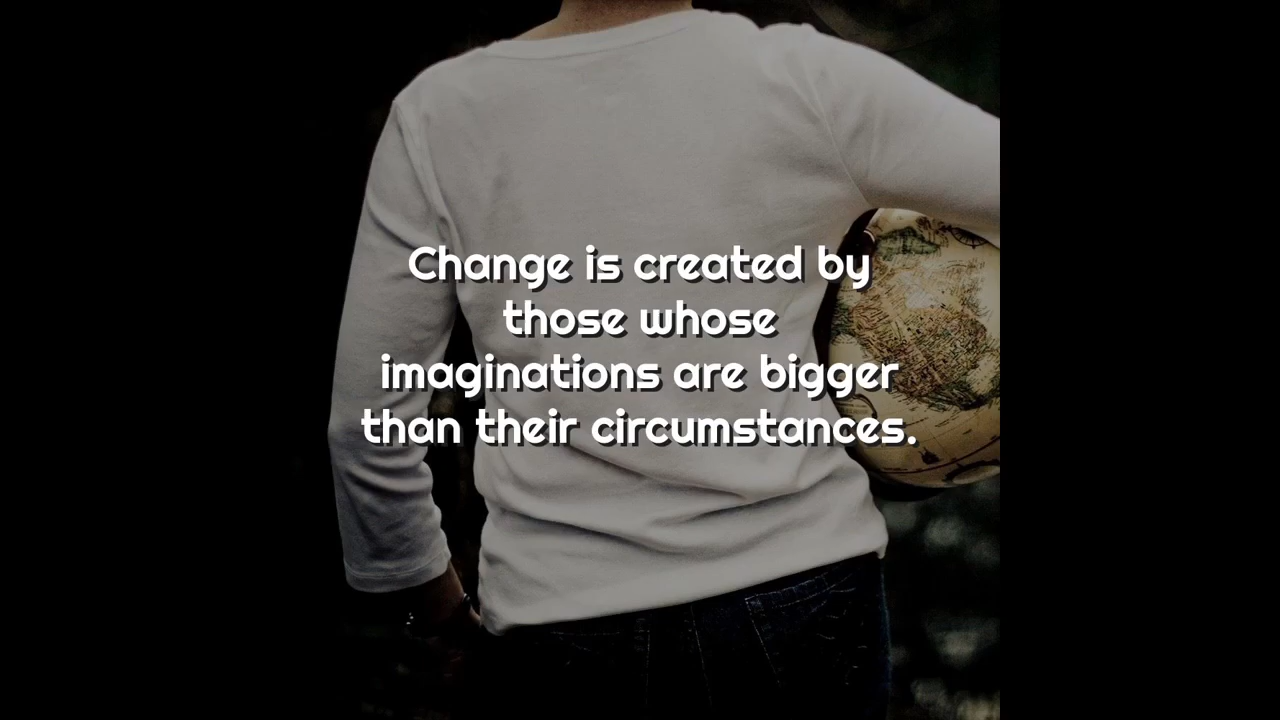 Change is created by
those whose
imaginations are bigger
than their circumstances.